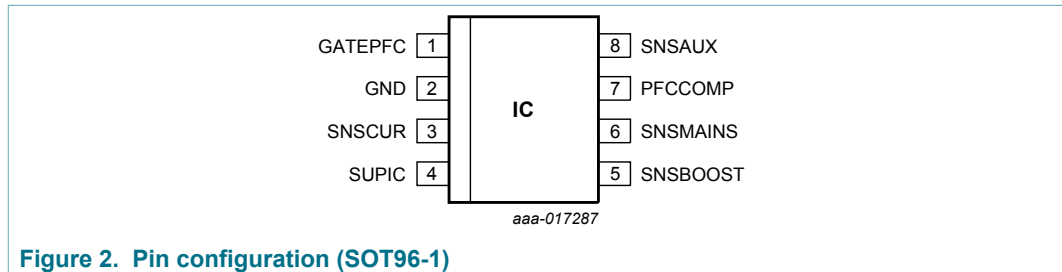 GATEPFC 1 8 SNSAUX
GND 2 7 PFCCOMP
IC
SNSCUR 3 6 SNSMAINS
SUPIC 4 5 SNSBOOST
aaa-017287
Figure 2. Pin configuration (SOT96-1)